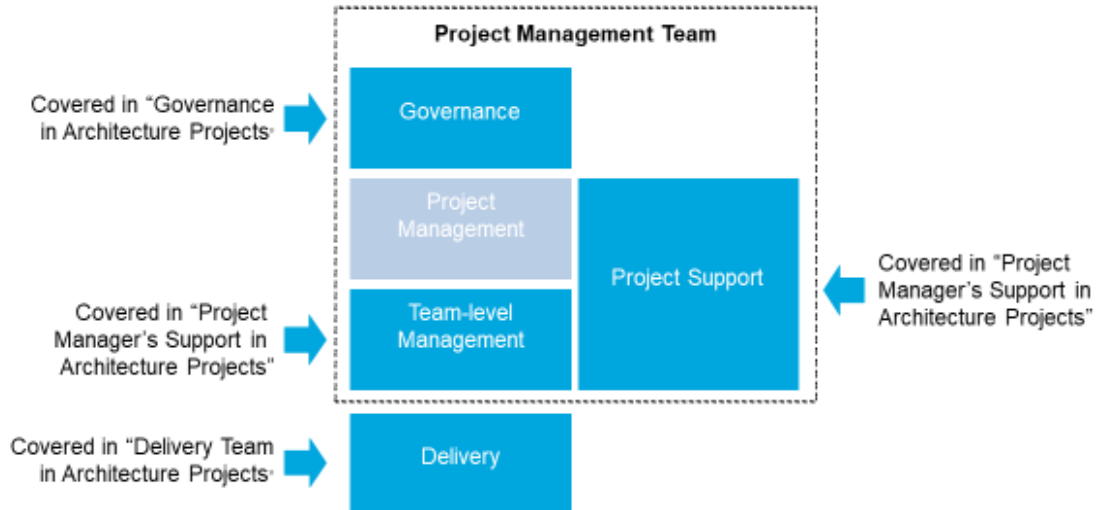 Project Management Team
Covered in “Governance
in Architecture Projects”
Governance
Project
Management
Project Support
Covered in “Project
Manager’s Support in
Architecture Projects”
Covered in “Project
Manager’s Support in
Architecture Projects”
Team-level
Management
Covered in “Delivery Team
in Architecture Projects”
Delivery